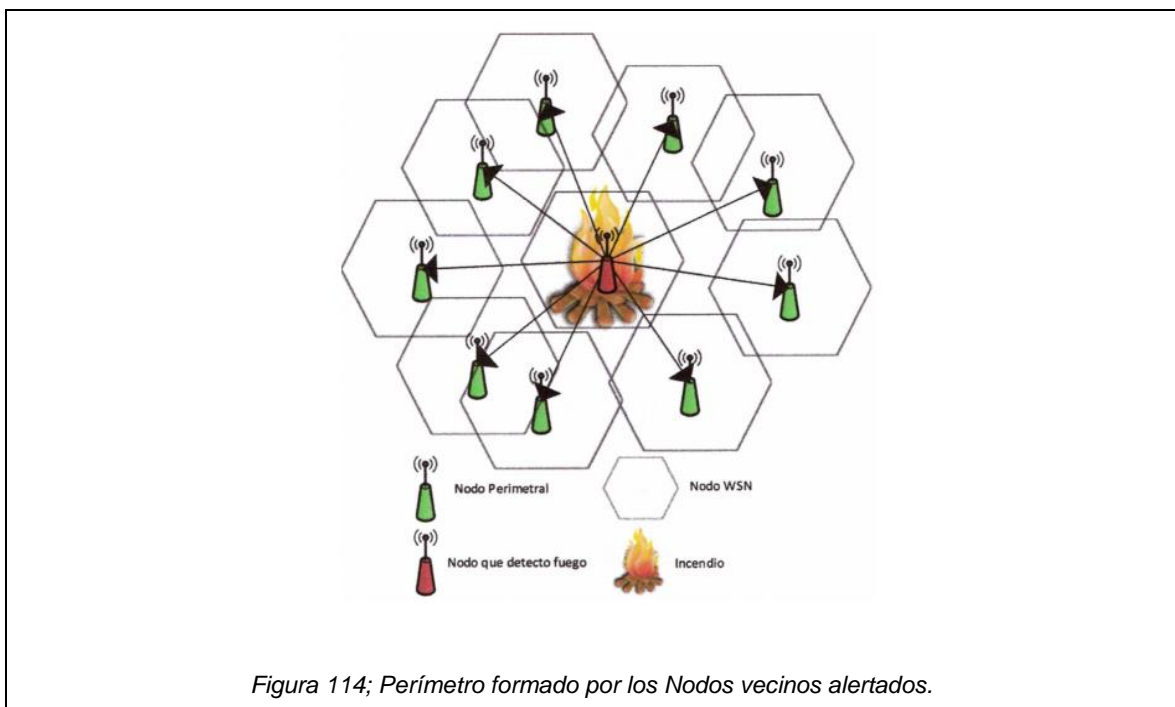 Nodo Perimetral
Nodo WSN
Nodo que detecto fuego
Incendio
Figura 114; Perímetro formado por los Nodos vecinos alertados.